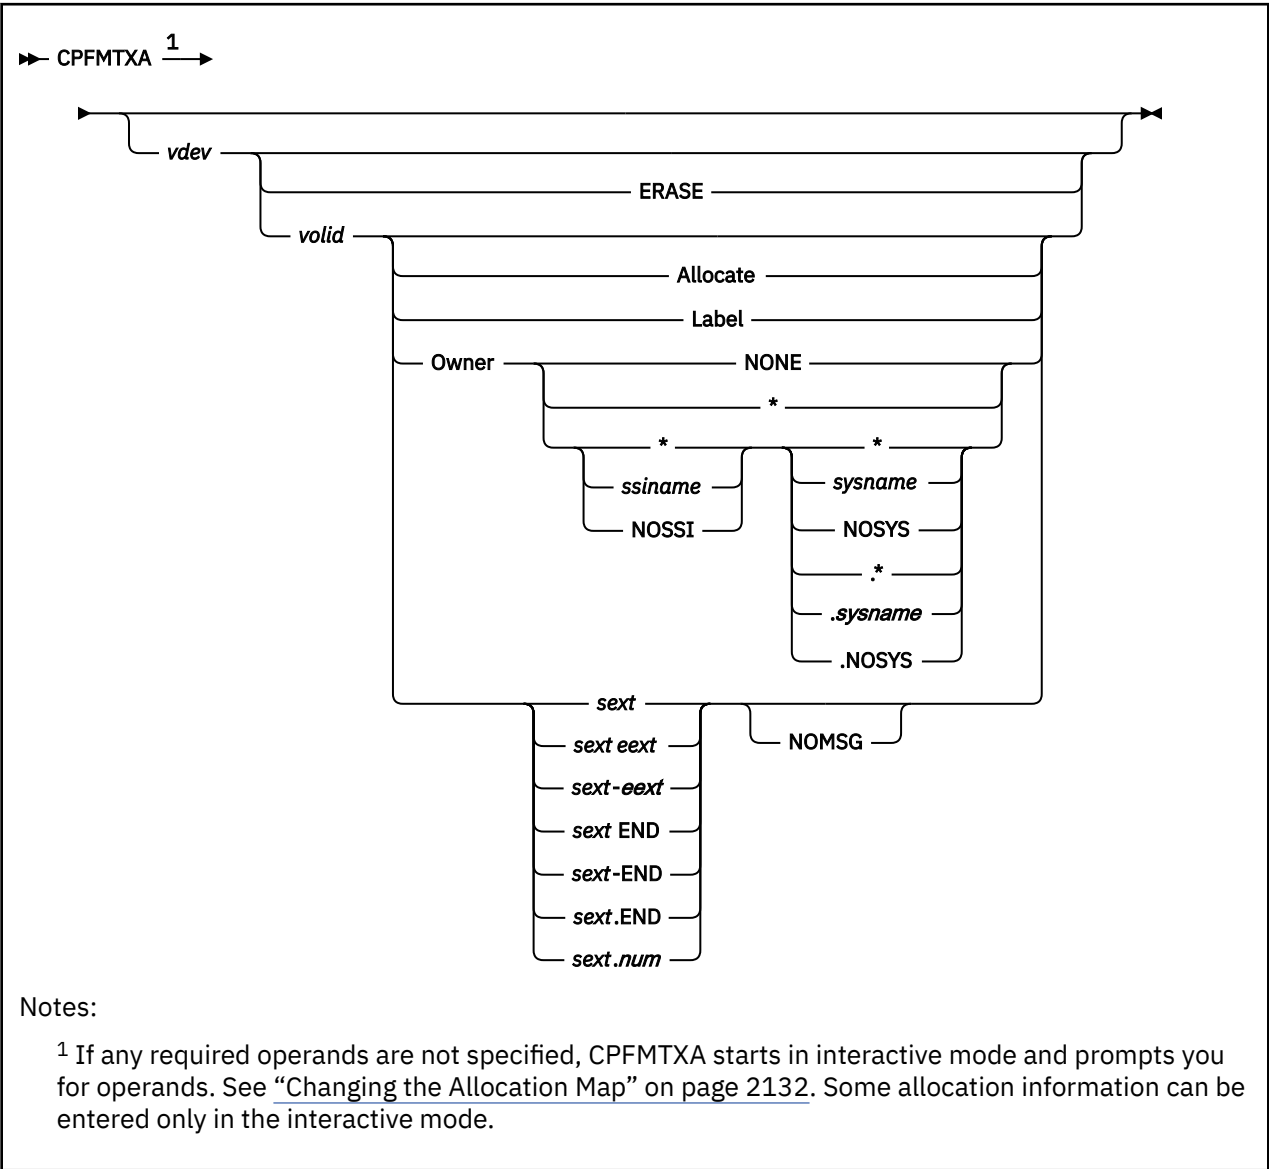 CPFMTXA 1
vdev
ERASE
volid
Allocate
Label
Owner NONE
*
* *
ssiname sysname
NOSSI NOSYS
.*
.sysname
.NOSYS
sext
sext eext NOMSG
sext-eext
sext END
sext-END
sext.END
sext.num
Notes:
1 If any required operands are not specified, CPFMTXA starts in interactive mode and prompts you
for operands. See “Changing the Allocation Map” on page 2132. Some allocation information can be
entered only in the interactive mode.